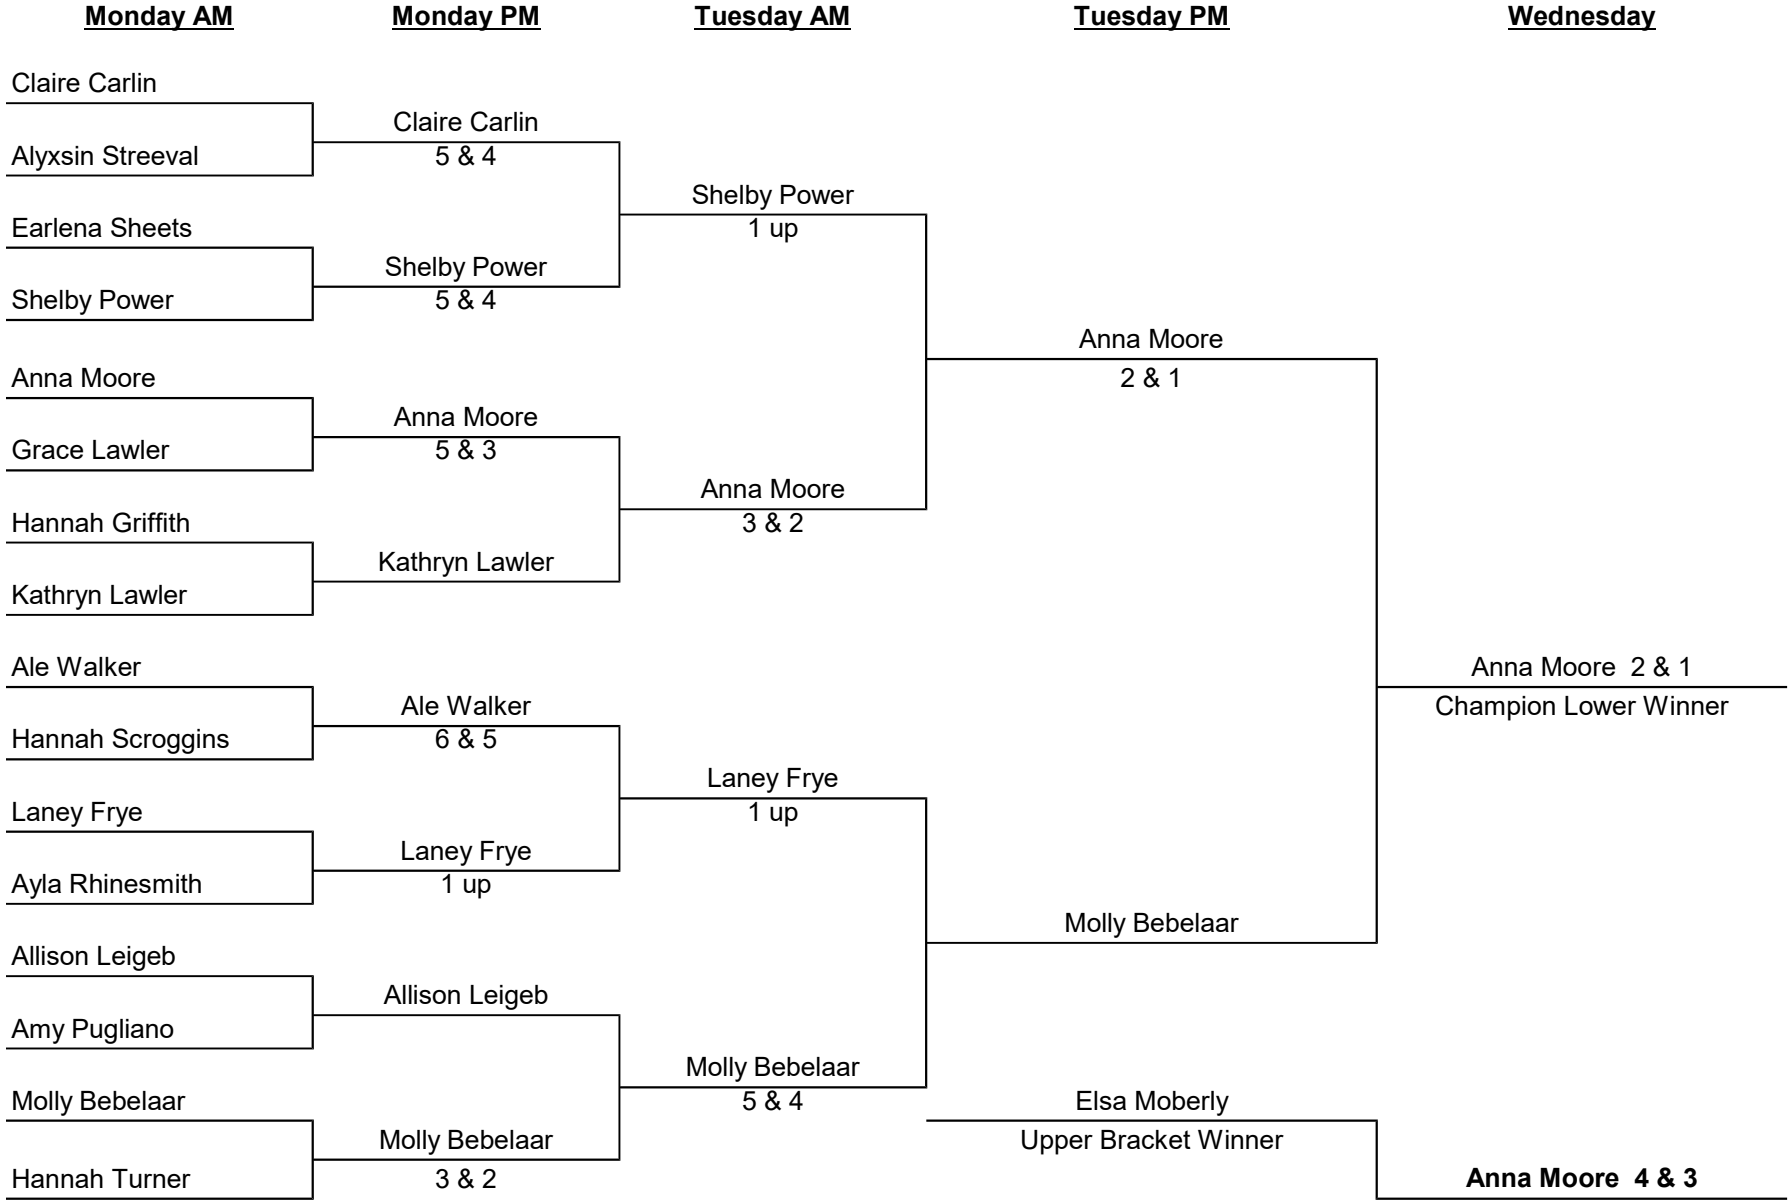 Monday AM
Monday PM
Tuesday AM
Tuesday PM
Wednesday
Claire Carlin
Alyxsin Streeval
Earlena Sheets
Shelby Power
Anna Moore
Grace Lawler
Hannah Griffith
Kathryn Lawler
Ale Walker
Hannah Scroggins
Laney Frye
Ayla Rhinesmith
Allison Leigeb
Amy Pugliano
Molly Bebelaar
Hannah Turner
Claire Carlin
5 & 4
Shelby Power
5 & 4
Anna Moore
5 & 3
Kathryn Lawler
Ale Walker
6 & 5
Laney Frye
1 up
Allison Leigeb
Molly Bebelaar
3 & 2
Shelby Power
1 up
Anna Moore
3 & 2
Laney Frye
1 up
Molly Bebelaar
5 & 4
Anna Moore
2 & 1
Molly Bebelaar
Elsa Moberly
Upper Bracket Winner
Anna Moore 2 & 1
Champion Lower Winner
Anna Moore 4 & 3